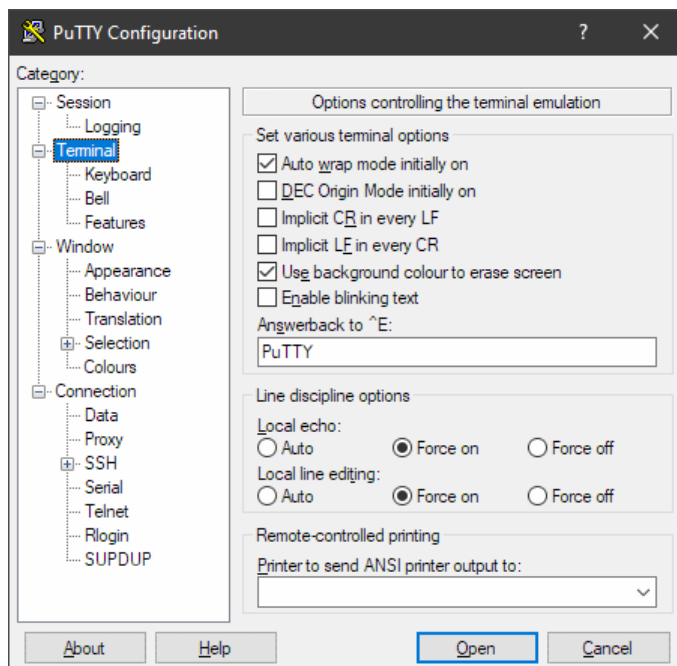 PuTTY Configuration
?
Category:
Session
Logging
Terminal
Keyboard
Bell
Features
Window
Appearance
Behaviour
Translation
Selection
Colours
Connection
Data
Proxy
SSH
Serial
Telnet
Rlogin
SUPDUP
Options controlling the terminal emulation
Set various terminal options
Auto wrap mode initially on
DEC Origin Mode initially on
Implicit CR in every LF
Implicit LF in every CR
Use background colour to erase screen
Enable blinking text
Answerback to ^E:
PuTTY
Line discipline options
Local echo:
Auto Force on Force off
Local line editing:
Auto Force on Force off
Remote-controlled printing
Printer to send ANSI printer output to:
About Help Open Cancel